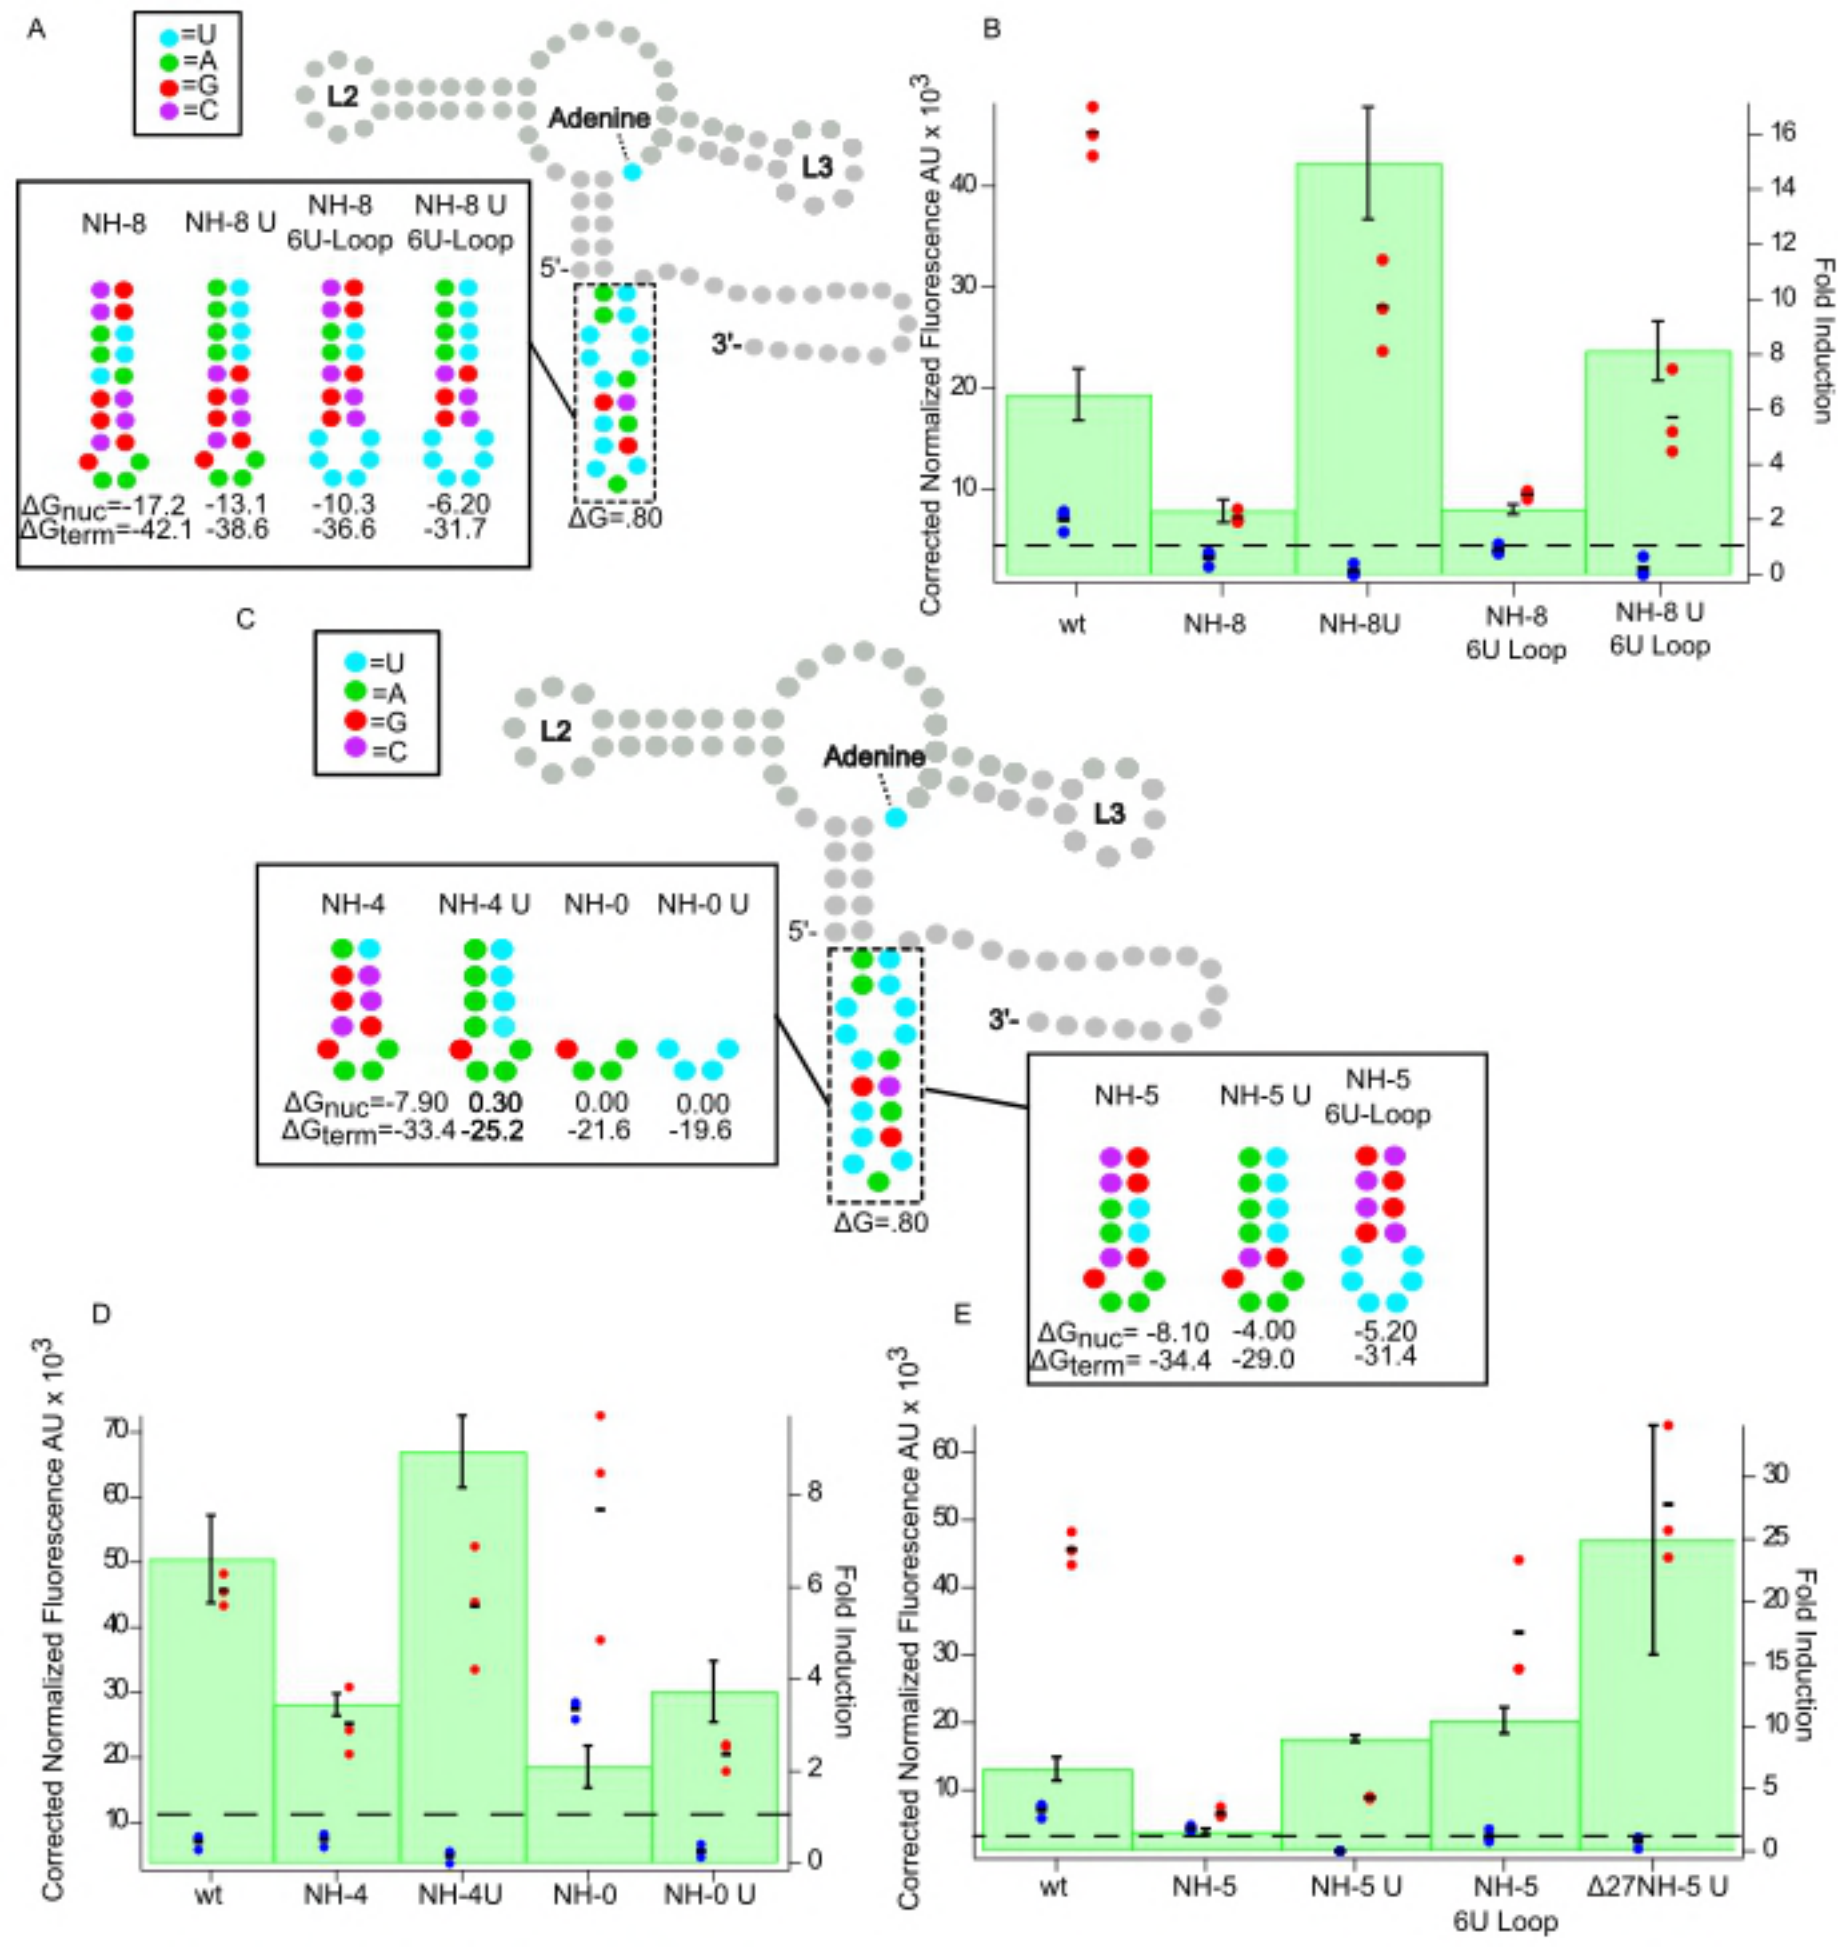 A
=U
=A
=G
=C
L2
Adenine
L3
NH-8
NH-8 U
NH-8
6U-Loop
NH-8 U
6U-Loop
5'-
3'-
ΔGnuc=-17.2 -13.1 -10.3 -6.20
ΔGterm=-42.1 -38.6 -36.6 -31.7
ΔG=.80
B
Corrected Normalized Fluorescence AU x 10³
40
30
20
10
16
14
12
10
8
6
4
2
0
Fold Induction
wt
NH-8
NH-8U
NH-8
6U Loop
NH-8 U
6U Loop
C
=U
=A
=G
=C
L2
Adenine
L3
NH-4
NH-4 U
NH-0
NH-0 U
5'-
3'-
ΔGnuc=-7.90 0.30 0.00 0.00
ΔGterm=-33.4 -25.2 -21.6 -19.6
ΔG=.80
NH-5
NH-5 U
NH-5
6U-Loop
ΔGnuc= -8.10 -4.00 -5.20
ΔGterm= -34.4 -29.0 -31.4
D
Corrected Normalized Fluorescence AU x 10³
70
60
50
40
30
20
10
8
6
4
2
0
Fold Induction
wt
NH-4
NH-4U
NH-0
NH-0 U
E
Corrected Normalized Fluorescence AU x 10³
60
50
40
30
20
10
30
25
20
15
10
5
0
Fold Induction
wt
NH-5
NH-5 U
NH-5
6U Loop
Δ27NH-5 U